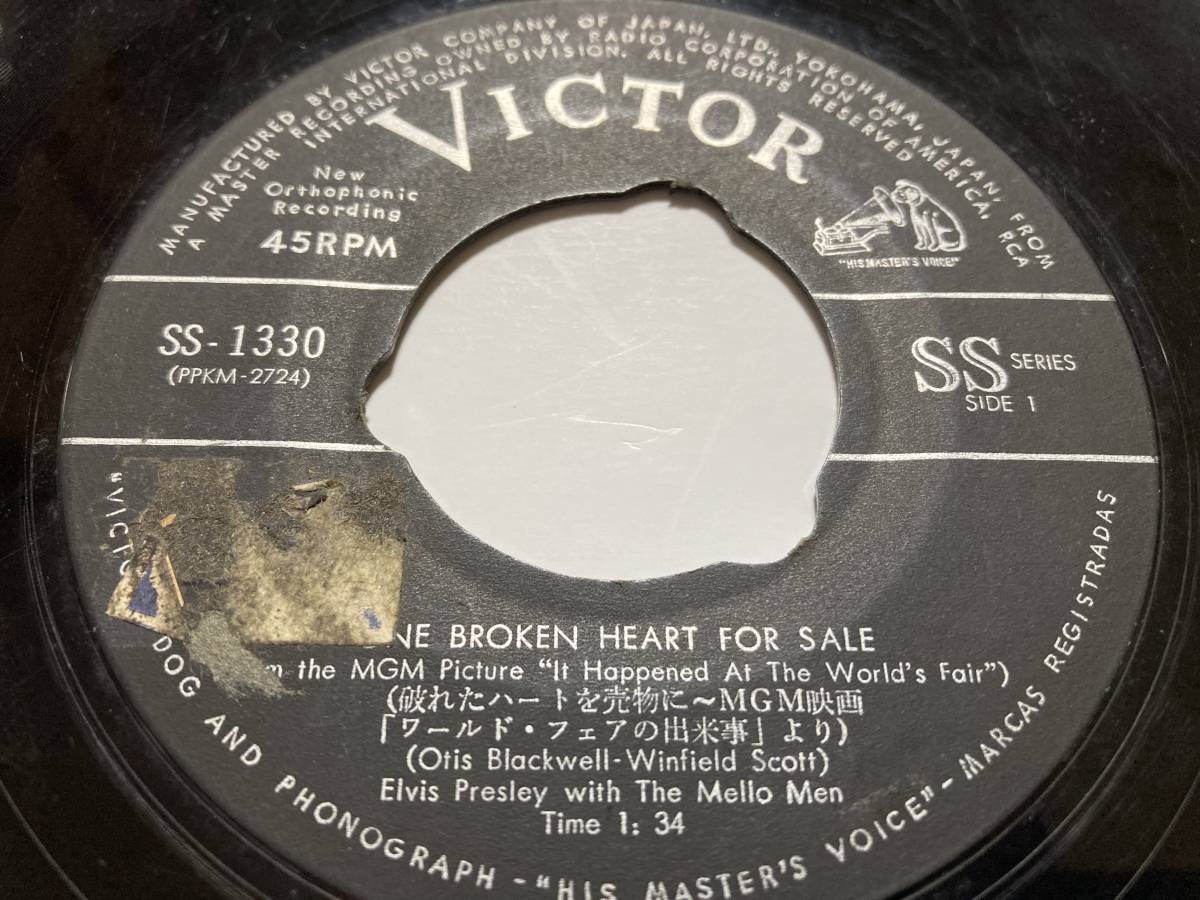 MANUFACTURED BY VICTOR COMPANY OF JAPAN, LTD., YOKOHAMA, JAPAN, FROM
A MASTER RECORDING OWNED BY RADIO CORPORATION OF AMERICA, RCA
INTERNATIONAL DIVISION. ALL RIGHTS RESERVED
VICTOR
New
Orthophonic
Recording
45RPM
"HIS MASTER'S VOICE"
SS-1330
(PPKM-2724)
SS SERIES
SIDE 1
NE BROKEN HEART FOR SALE
m the MGM Picture "It Happened At The World's Fair")
(破れたハートを売物に〜MGM映画
「ワールド・フェアの出来事」より)
(Otis Blackwell-Winfield Scott)
Elvis Presley with The Mello Men
Time 1: 34
DOG AND PHONOGRAPH - "HIS MASTER'S VOICE" - MARCAS REGISTRADAS